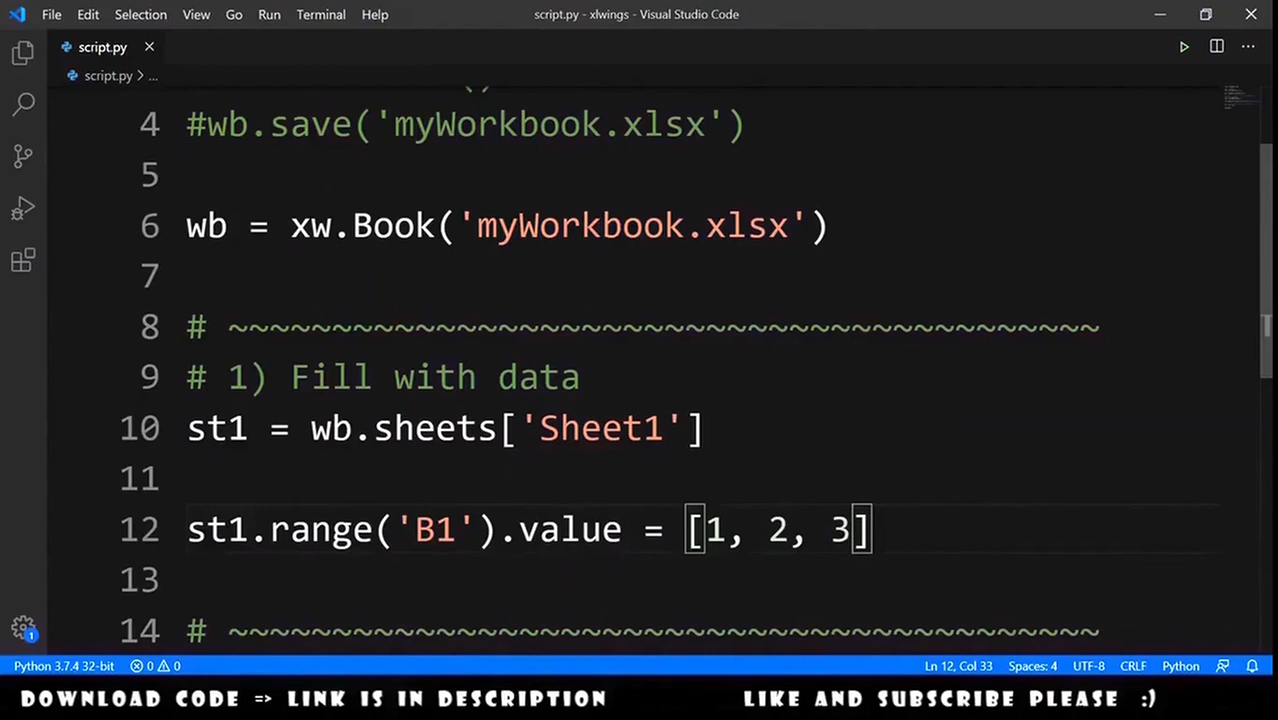 File Edit Selection View Go Run Terminal Help script.py - xlwings - Visual Studio Code
script.py
script.py > ...
4 #wb.save('myWorkbook.xlsx')
5
6 wb = xw.Book('myWorkbook.xlsx')
7
8 # ~~~~~~~~~~~~~~~~~~~~~~~~~~~~~~~~~~~~~~~~~~
9 # 1) Fill with data
10 st1 = wb.sheets['Sheet1']
11
12 st1.range('B1').value = [1, 2, 3]
13
14 # ~~~~~~~~~~~~~~~~~~~~~~~~~~~~~~~~~~~~~~~~~~
1
Python 3.7.4 32-bit 0 0 Ln 12, Col 33 Spaces: 4 UTF-8 CRLF Python
DOWNLOAD CODE => LINK IS IN DESCRIPTION LIKE AND SUBSCRIBE PLEASE :)